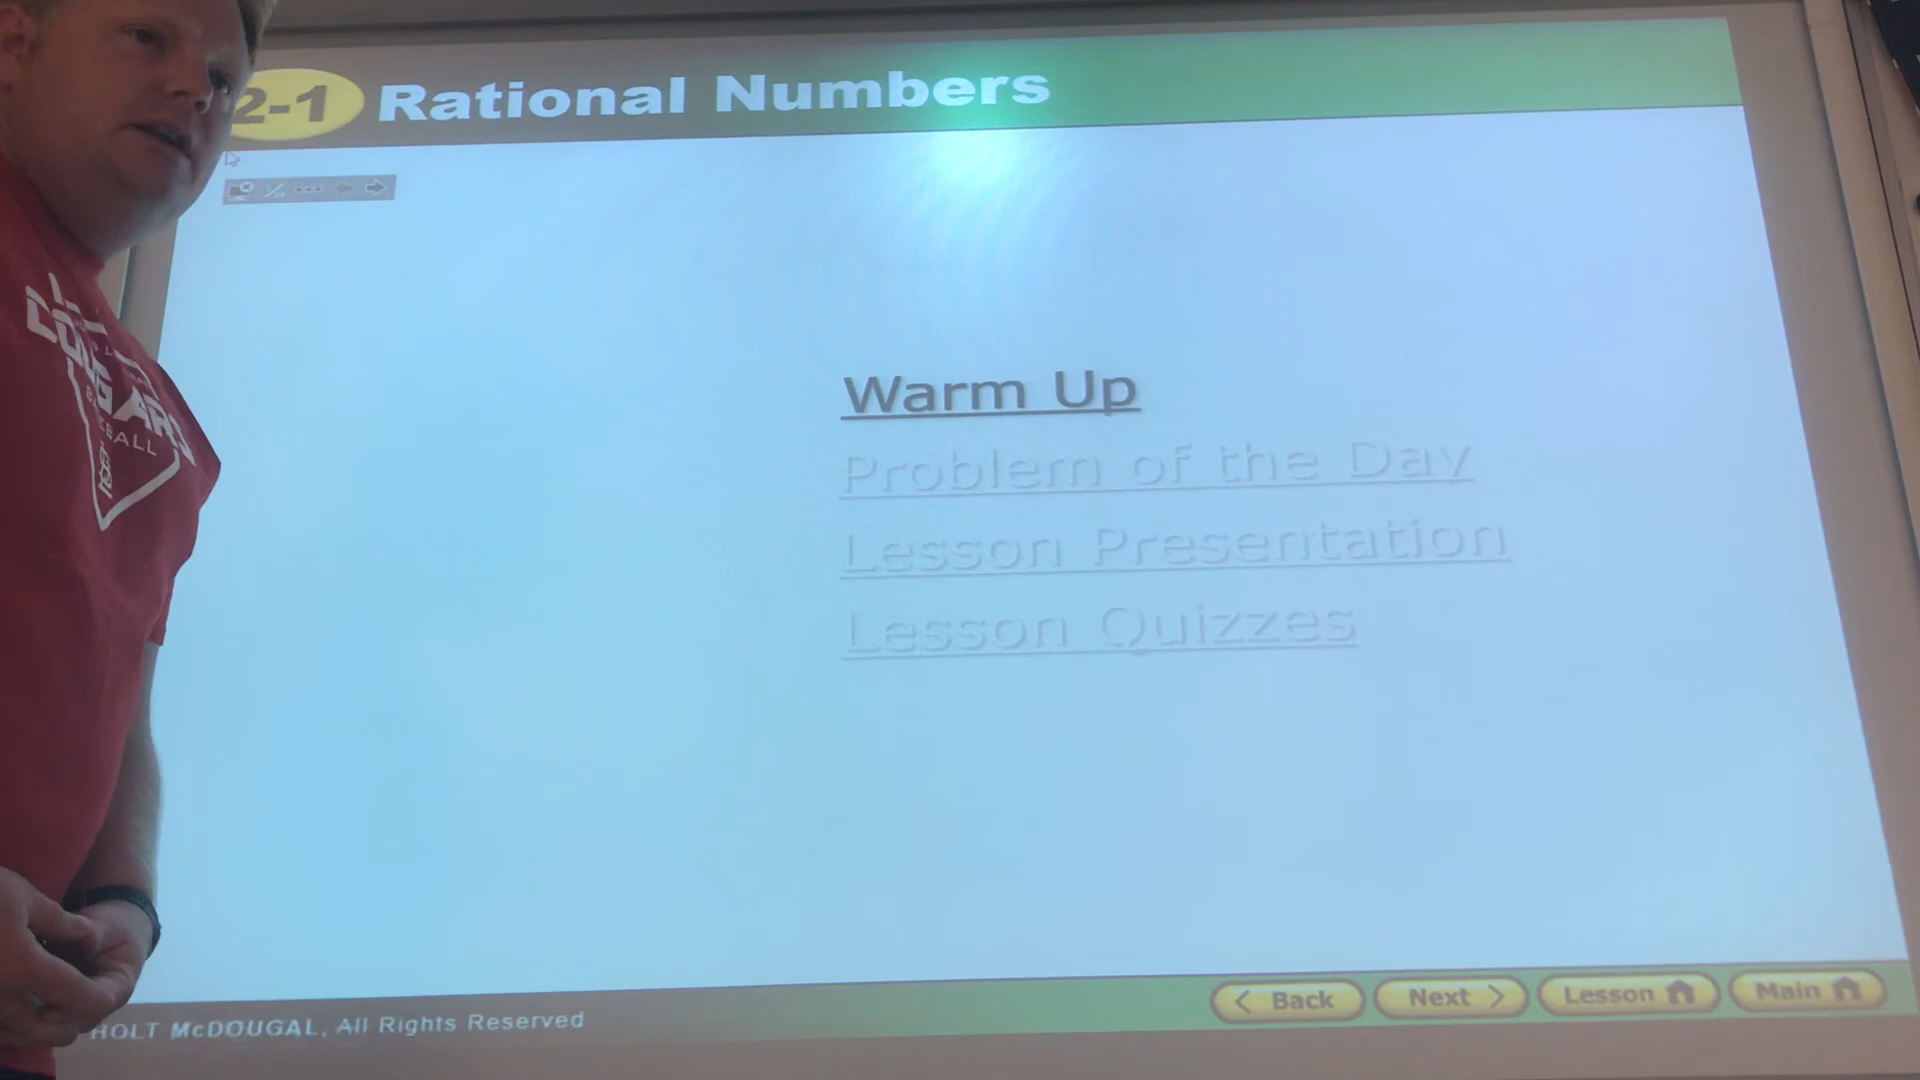 2-1 Rational Numbers
Warm Up
Problem of the Day
Lesson Presentation
Lesson Quizzes
COUGARS
HOLT McDOUGAL, All Rights Reserved
< Back
Next >
Lesson
Main